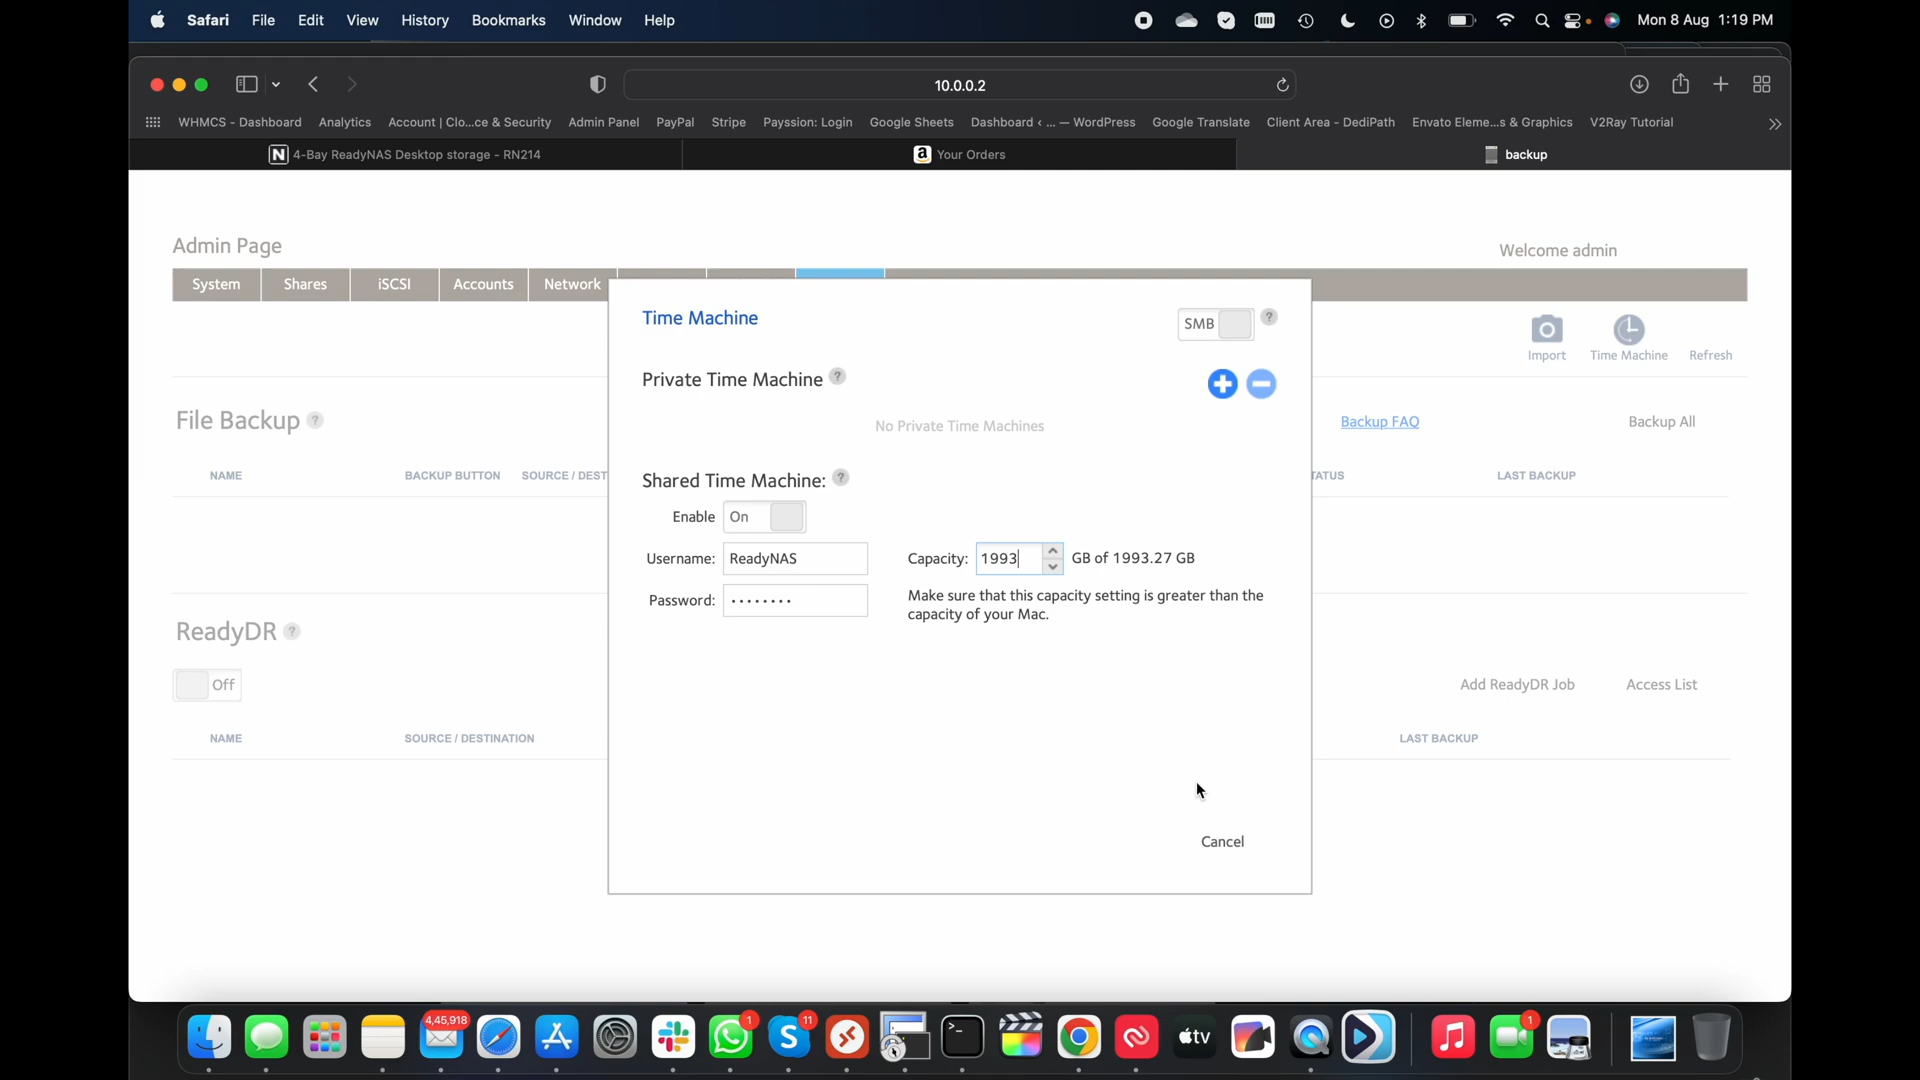 Safari File Edit View History Bookmarks Window Help Mon 8 Aug 1:19 PM
10.0.0.2
WHMCS - Dashboard Analytics Account | Clo...ce & Security Admin Panel PayPal Stripe Payssion: Login Google Sheets Dashboard < ... — WordPress Google Translate Client Area - DediPath Envato Eleme...s & Graphics V2Ray Tutorial
N 4-Bay ReadyNAS Desktop storage - RN214 a Your Orders backup
Admin Page Welcome admin
System Shares iSCSI Accounts Network
Time Machine SMB ?
Import Time Machine Refresh
Private Time Machine ?
File Backup ? No Private Time Machines Backup FAQ Backup All
NAME BACKUP BUTTON SOURCE / DEST TATUS LAST BACKUP
Shared Time Machine: ?
Enable On
Username: ReadyNAS Capacity: 1993 GB of 1993.27 GB
Password: ········ Make sure that this capacity setting is greater than the
capacity of your Mac.
ReadyDR ?
Off Add ReadyDR Job Access List
NAME SOURCE / DESTINATION LAST BACKUP
Cancel
4,45,918 1 11 tv 1